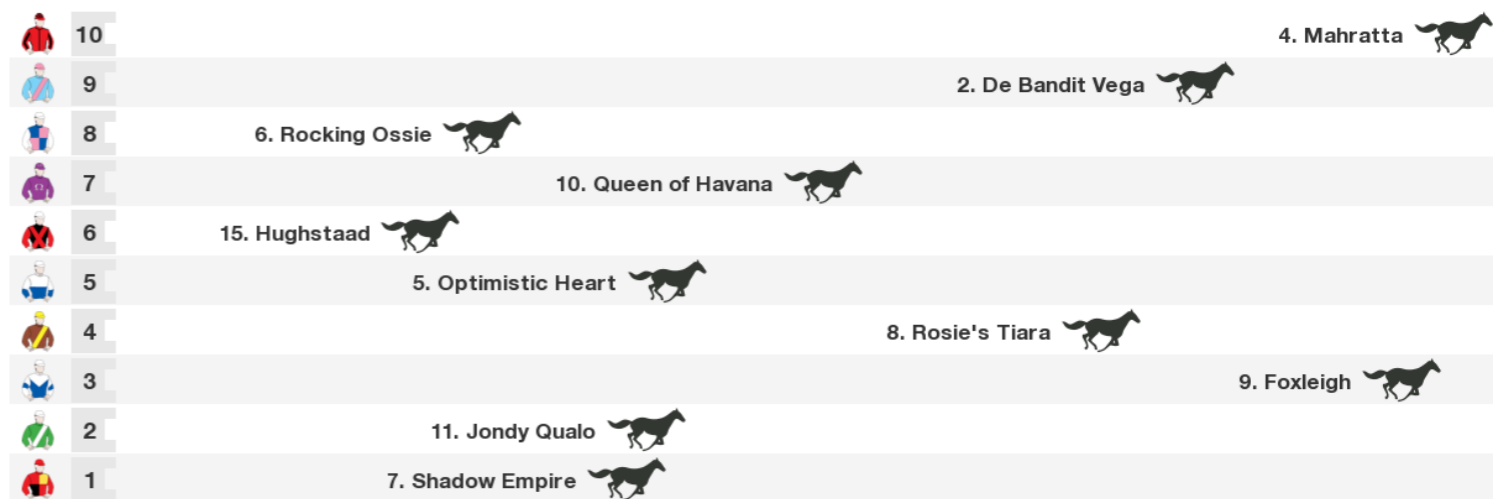 10 4. Mahratta
9 2. De Bandit Vega
8 6. Rocking Ossie
7 10. Queen of Havana
6 15. Hughstaad
5 5. Optimistic Heart
4 8. Rosie's Tiara
3 9. Foxleigh
2 11. Jondy Qualo
1 7. Shadow Empire